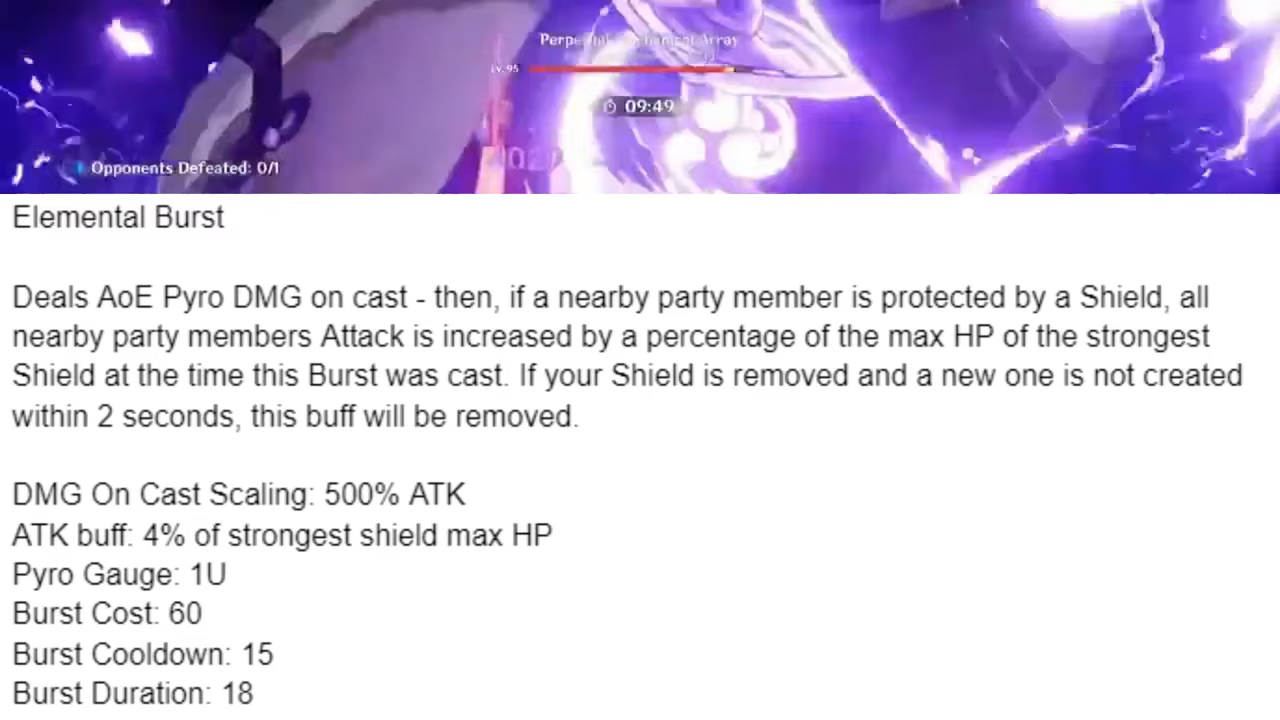 Lv.95
09:49
Opponents Defeated: 0/1
Elemental Burst
Deals AoE Pyro DMG on cast - then, if a nearby party member is protected by a Shield, all
nearby party members Attack is increased by a percentage of the max HP of the strongest
Shield at the time this Burst was cast. If your Shield is removed and a new one is not created
within 2 seconds, this buff will be removed.
DMG On Cast Scaling: 500% ATK
ATK buff: 4% of strongest shield max HP
Pyro Gauge: 1U
Burst Cost: 60
Burst Cooldown: 15
Burst Duration: 18